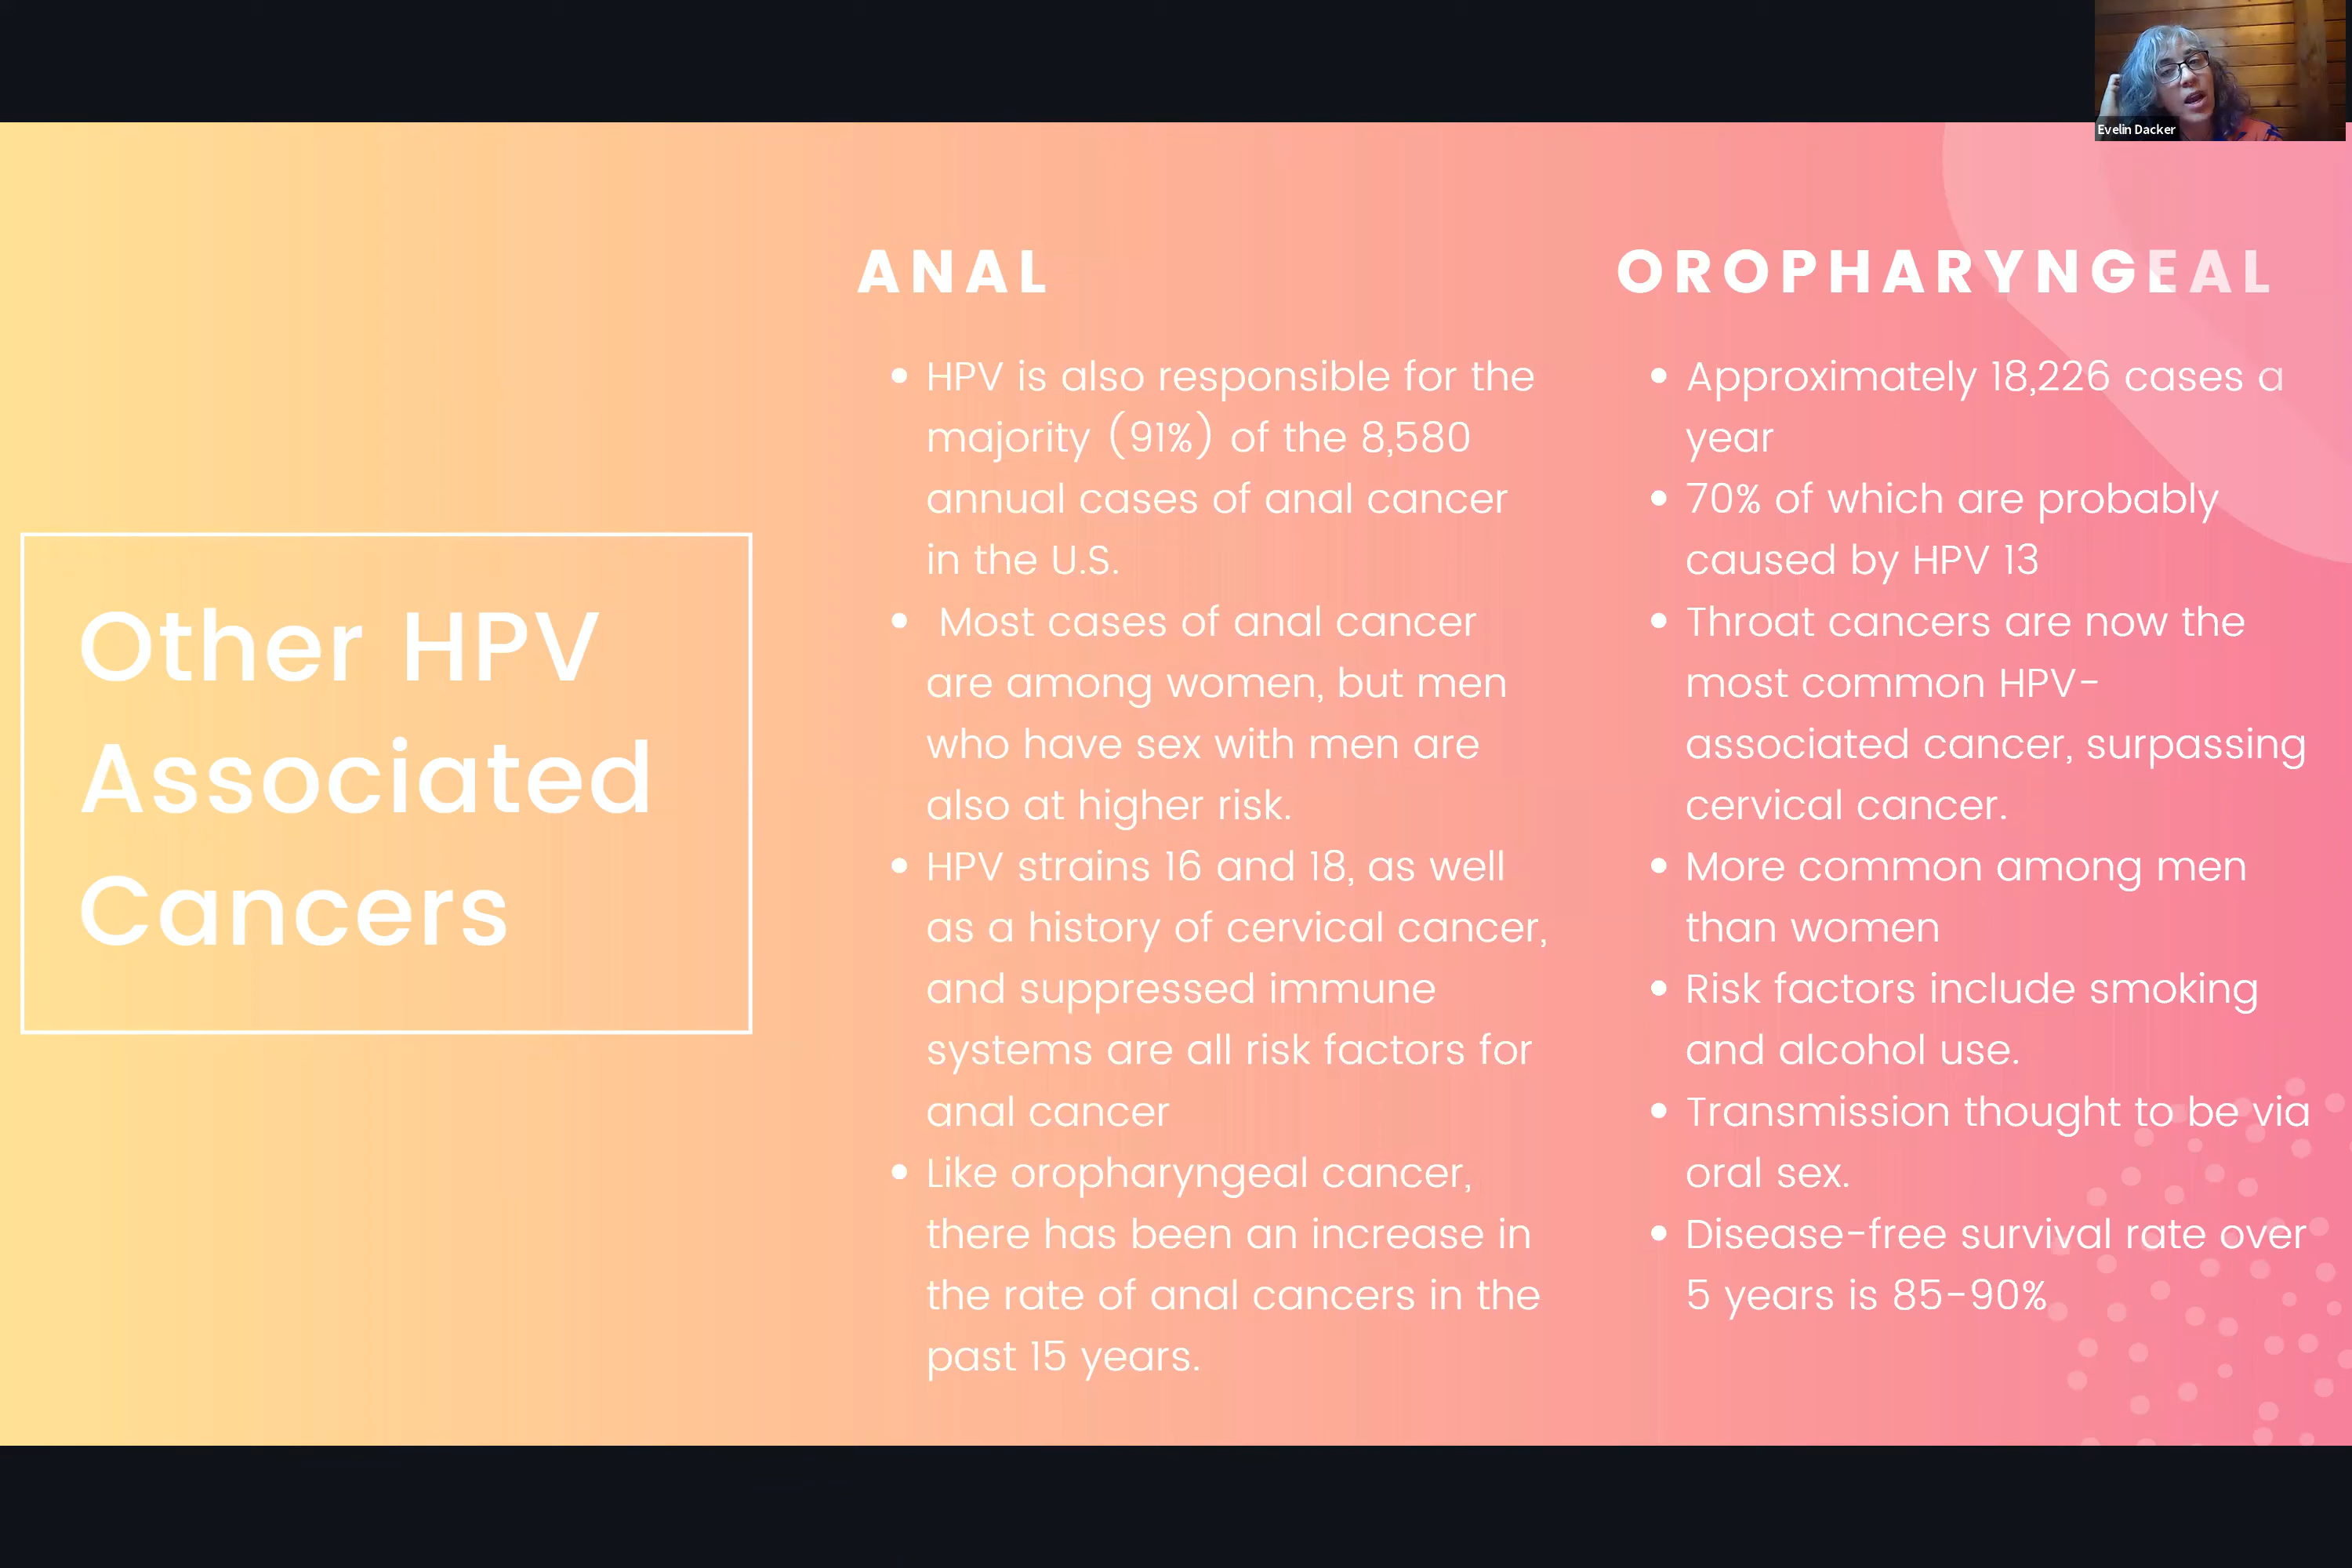 Evelin Dacker
Other HPV
Associated
Cancers
ANAL
• HPV is also responsible for the
majority (91%) of the 8,580
annual cases of anal cancer
in the U.S.
• Most cases of anal cancer
are among women, but men
who have sex with men are
also at higher risk.
• HPV strains 16 and 18, as well
as a history of cervical cancer,
and suppressed immune
systems are all risk factors for
anal cancer
• Like oropharyngeal cancer,
there has been an increase in
the rate of anal cancers in the
past 15 years.
OROPHARYNGEAL
• Approximately 18,226 cases a
year
• 70% of which are probably
caused by HPV 13
• Throat cancers are now the
most common HPV-
associated cancer, surpassing
cervical cancer.
• More common among men
than women
• Risk factors include smoking
and alcohol use.
• Transmission thought to be via
oral sex.
• Disease-free survival rate over
5 years is 85-90%